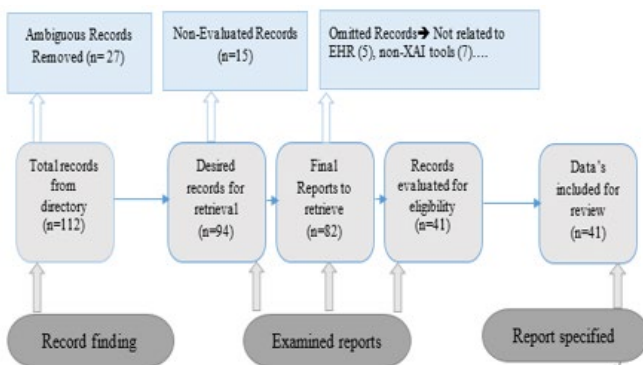 Ambiguous Records
Removed (n= 27)
Non-Evaluated Records
(n=15)
Omitted Records➔ Not related to
EHR (5), non-XAI tools (7)….
Total records
from
directory
(n=112)
Desired
records for
retrieval
(n=94)
Final
Reports to
retrieve
(n=82)
Records
evaluated for
eligibility
(n=41)
Data's
included for
review
(n=41)
Record finding
Examined reports
Report specified